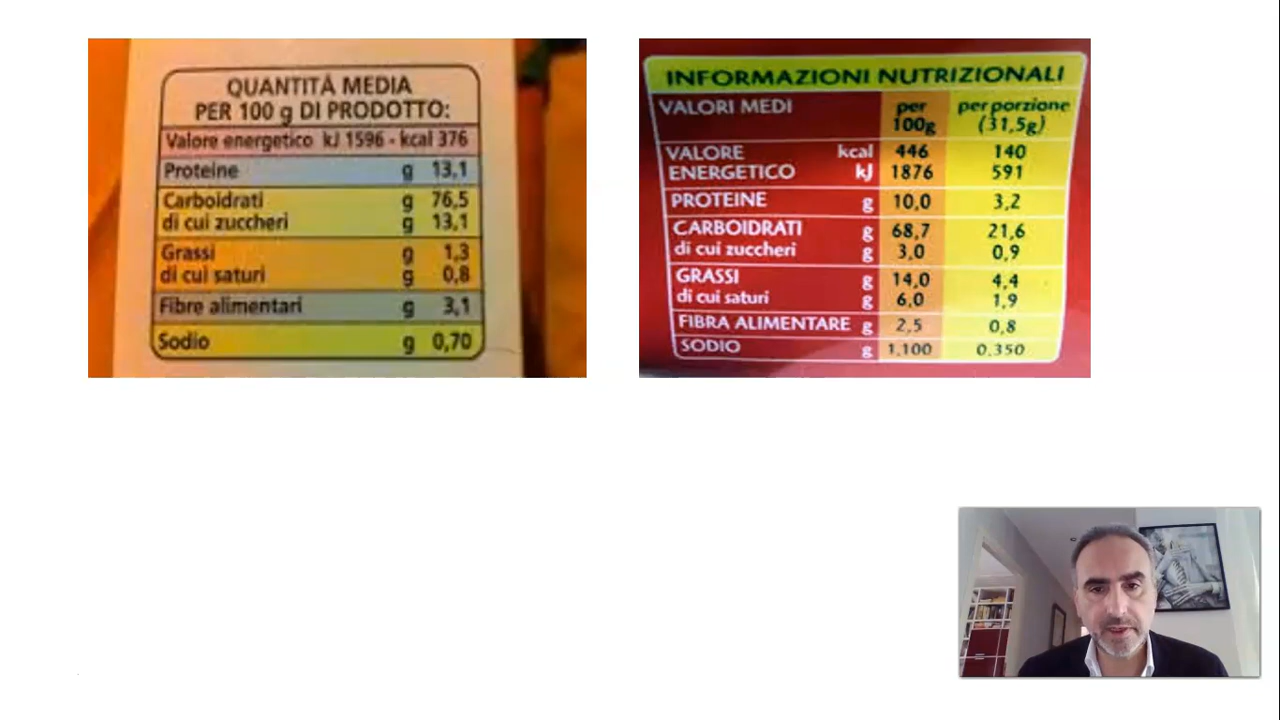 QUANTITÁ MEDIA
PER 100 g DI PRODOTTO:
Valore energetico kJ 1596 - kcal 376
Proteine g 13,1
Carboidrati g 76,5
di cui zuccheri g 13,1
Grassi g 1,3
di cui saturi g 0,8
Fibre alimentari g 3,1
Sodio g 0,70
INFORMAZIONI NUTRIZIONALI
VALORI MEDI per per porzione
100g (31,5g)
VALORE kcal 446 140
ENERGETICO kJ 1876 591
PROTEINE g 10,0 3,2
CARBOIDRATI g 68,7 21,6
di cui zuccheri g 3,0 0,9
GRASSI g 14,0 4,4
di cui saturi g 6,0 1,9
FIBRA ALIMENTARE g 2,5 0,8
SODIO g 1,100 0,350